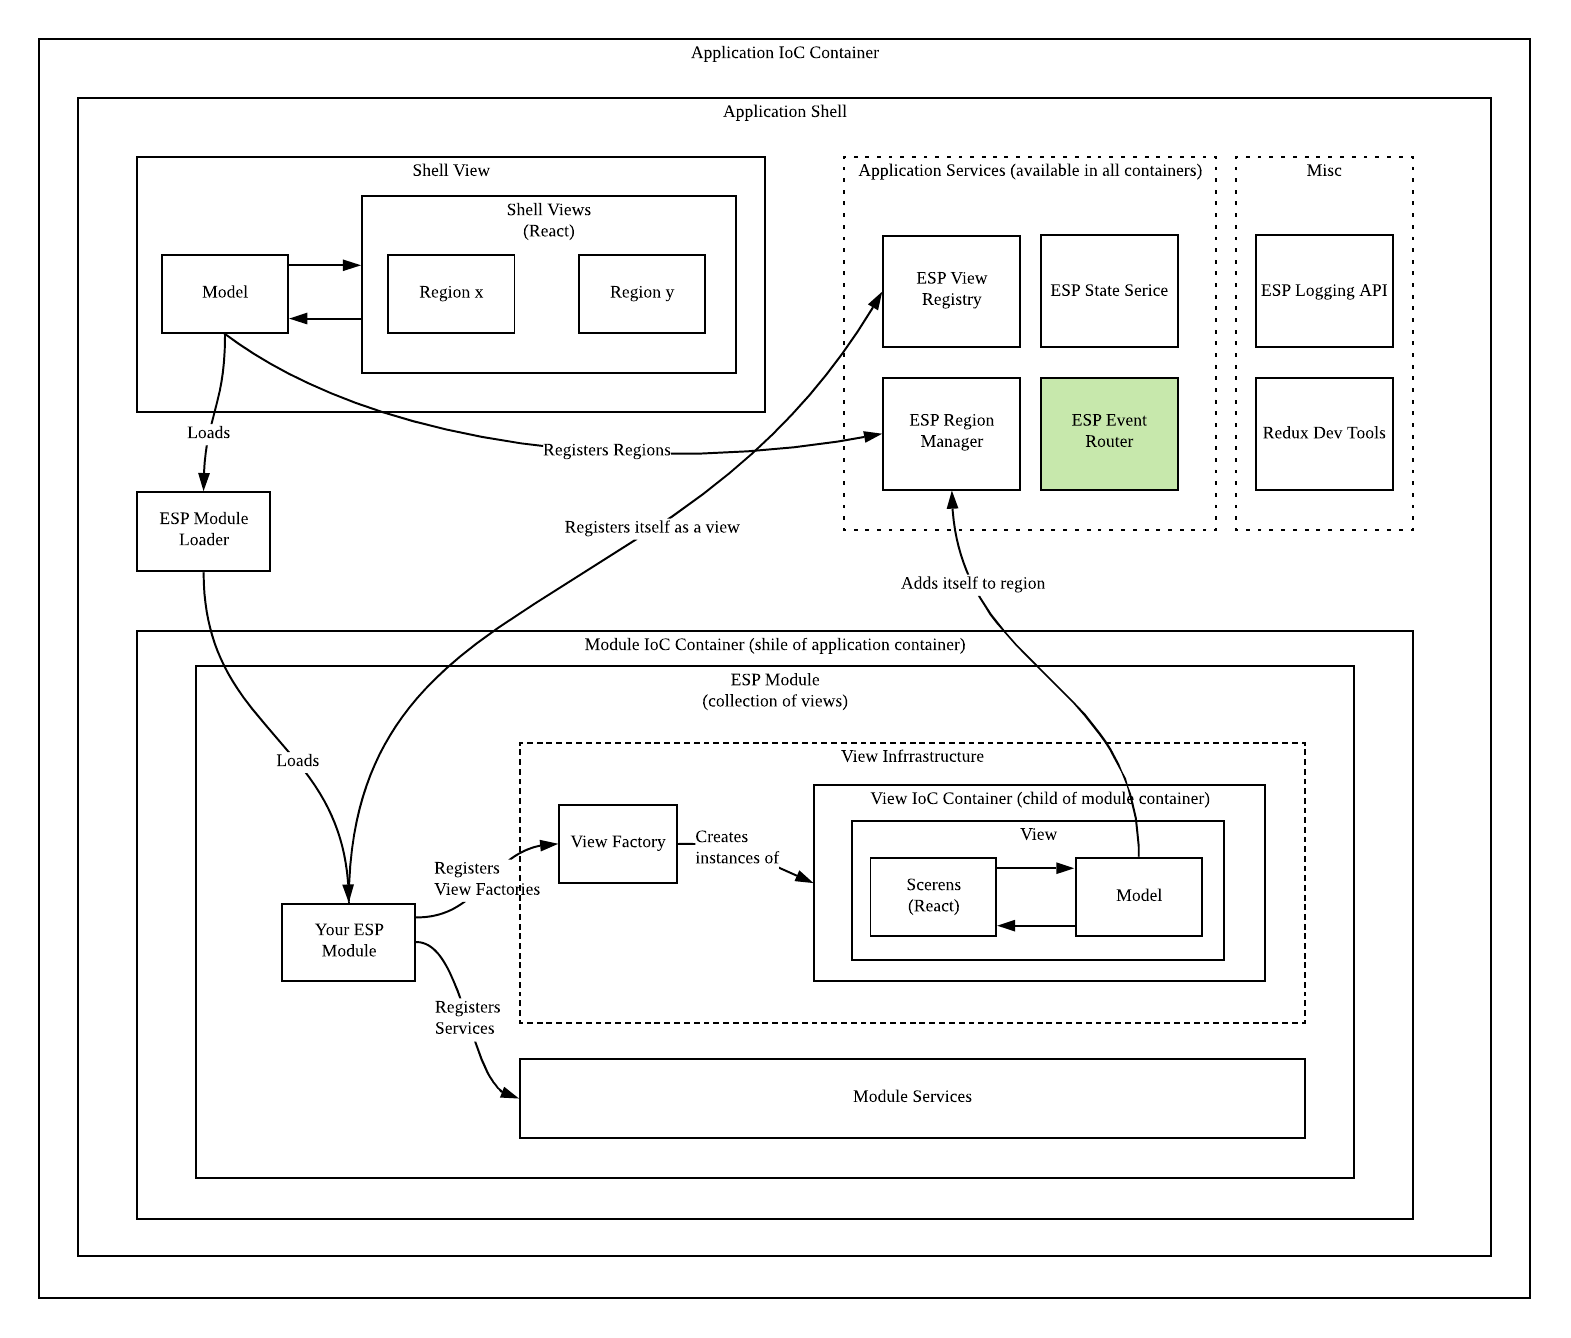 Application IoC Container
Application Shell
Shell View
Shell Views
(React)
Model
Region x
Region y
Application Services (available in all containers)
Misc
ESP View
Registry
ESP State Serice
ESP Logging API
ESP Region
Manager
ESP Event
Router
Redux Dev Tools
Loads
Registers Regions
ESP Module
Loader
Registers itself as a view
Adds itself to region
Module IoC Container (shile of application container)
ESP Module
(collection of views)
Loads
View Infrrastructure
View IoC Container (child of module container)
View
View Factory
Creates
instances of
Registers
View Factories
Scerens
(React)
Model
Your ESP
Module
Registers
Services
Module Services